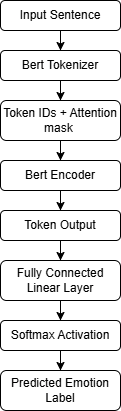 Input Sentence
Bert Tokenizer
Token IDs + Attention
mask
Bert Encoder
Token Output
Fully Connected
Linear Layer
Softmax Activation
Predicted Emotion
Label